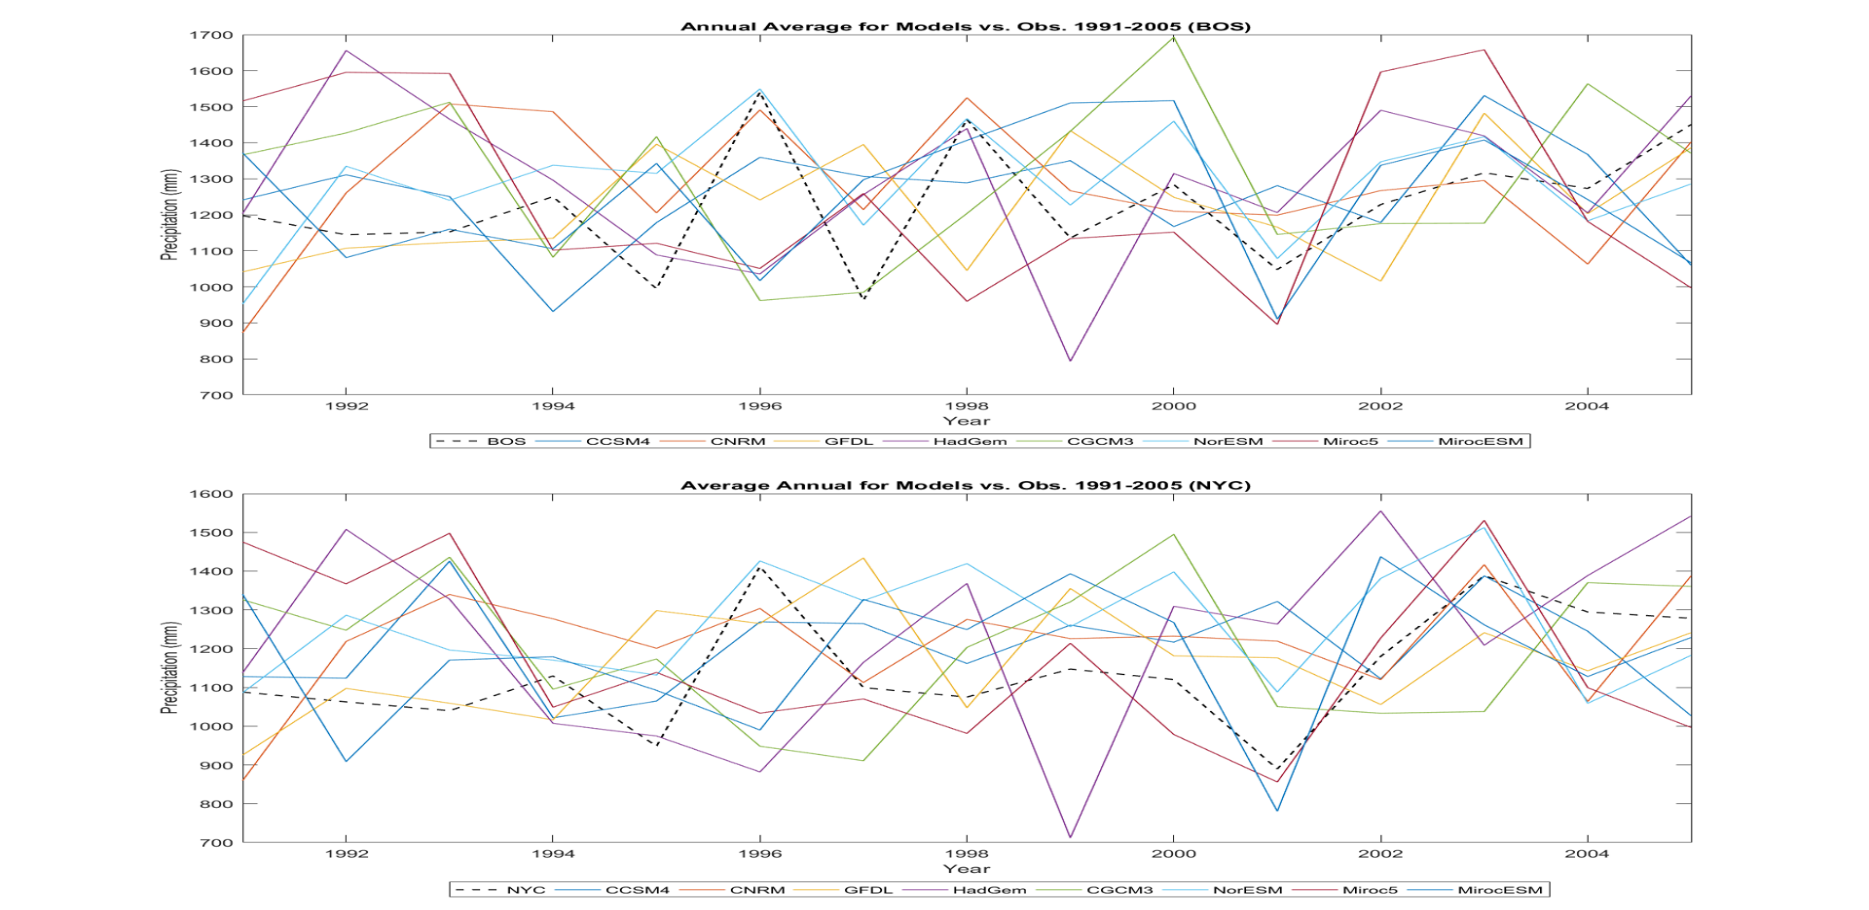 Annual Average for Models vs. Obs. 1991-2005 (BOS)
1700
1600
1500
1400
1300
1200
1100
1000
900
800
700
Precipitation (mm)
1992 1994 1996 1998 2000 2002 2004
Year
BOS CCSM4 CNRM GFDL HadGem CGCM3 NorESM Miroc5 MirocESM
Average Annual for Models vs. Obs. 1991-2005 (NYC)
1600
1500
1400
1300
1200
1100
1000
900
800
700
Precipitation (mm)
1992 1994 1996 1998 2000 2002 2004
Year
NYC CCSM4 CNRM GFDL HadGem CGCM3 NorESM Miroc5 MirocESM